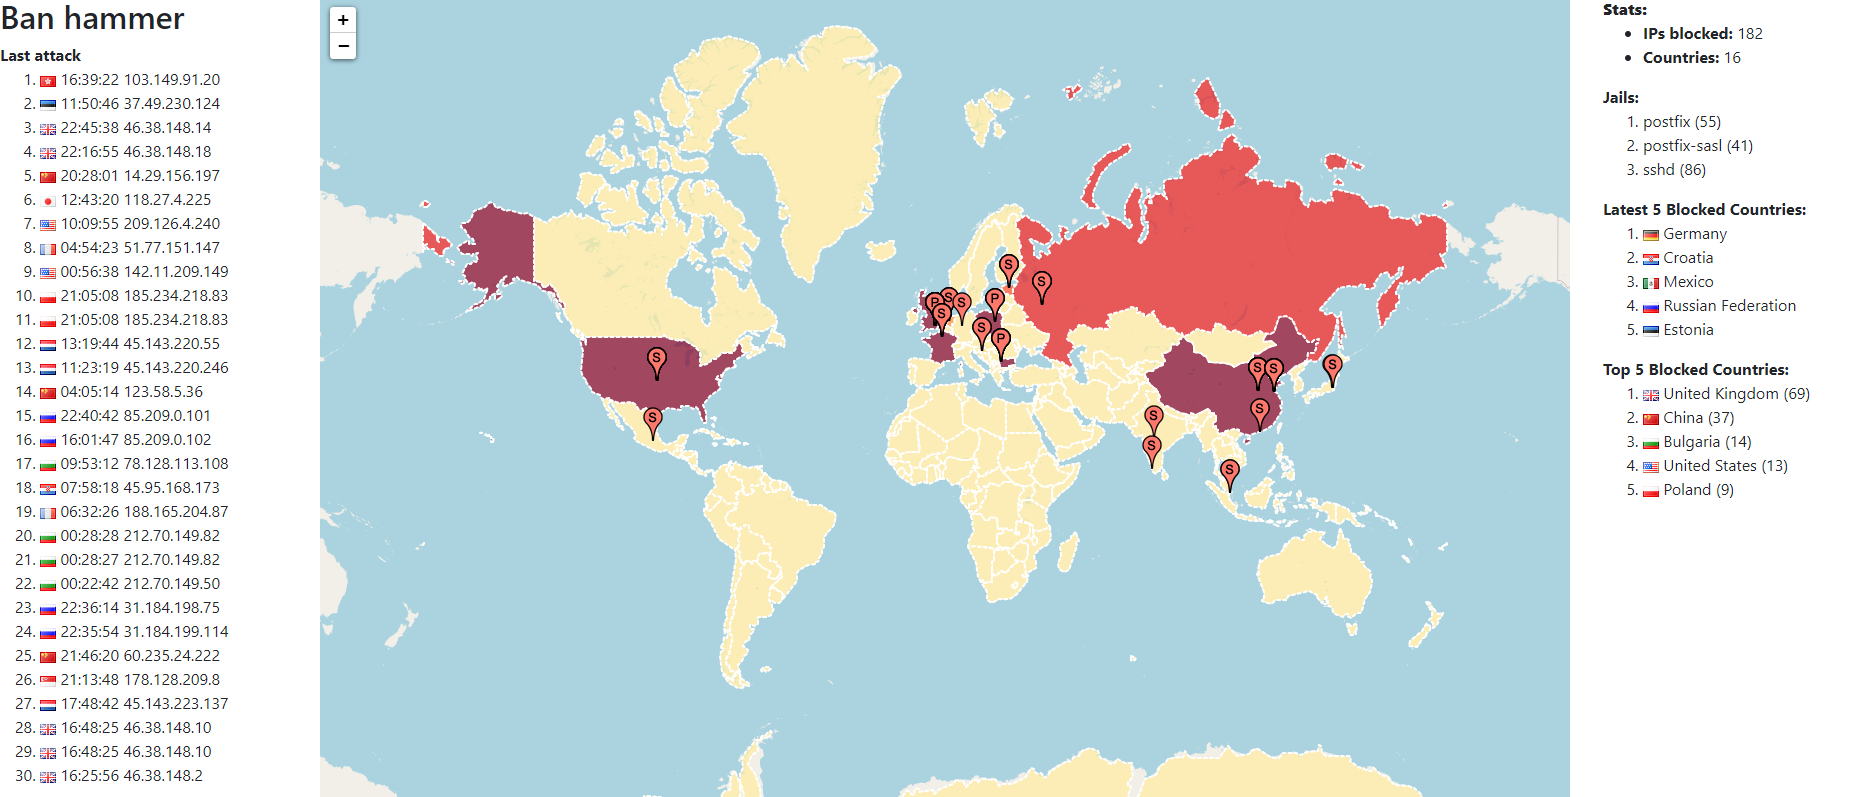 Ban hammer
Last attack
1. 16:39:22 103.149.91.20
2. 11:50:46 37.49.230.124
3. 22:45:38 46.38.148.14
4. 22:16:55 46.38.148.18
5. 20:28:01 14.29.156.197
6. 12:43:20 118.27.4.225
7. 10:09:55 209.126.4.240
8. 04:54:23 51.77.151.147
9. 00:56:38 142.11.209.149
10. 21:05:08 185.234.218.83
11. 21:05:08 185.234.218.83
12. 13:19:44 45.143.220.55
13. 11:23:19 45.143.220.246
14. 04:05:14 123.58.5.36
15. 22:40:42 85.209.0.101
16. 16:01:47 85.209.0.102
17. 09:53:12 78.128.113.108
18. 07:58:18 45.95.168.173
19. 06:32:26 188.165.204.87
20. 00:28:28 212.70.149.82
21. 00:28:27 212.70.149.82
22. 00:22:42 212.70.149.50
23. 22:36:14 31.184.198.75
24. 22:35:54 31.184.199.114
25. 21:46:20 60.235.24.222
26. 21:13:48 178.128.209.8
27. 17:48:42 45.143.223.137
28. 16:48:25 46.38.148.10
29. 16:48:25 46.38.148.10
30. 16:25:56 46.38.148.2
+
−
S
S
P
S
S
P
S
S
S
P
S
S
S
S
S
S
S
S
S
Stats:
• IPs blocked: 182
• Countries: 16
Jails:
1. postfix (55)
2. postfix-sasl (41)
3. sshd (86)
Latest 5 Blocked Countries:
1. Germany
2. Croatia
3. Mexico
4. Russian Federation
5. Estonia
Top 5 Blocked Countries:
1. United Kingdom (69)
2. China (37)
3. Bulgaria (14)
4. United States (13)
5. Poland (9)